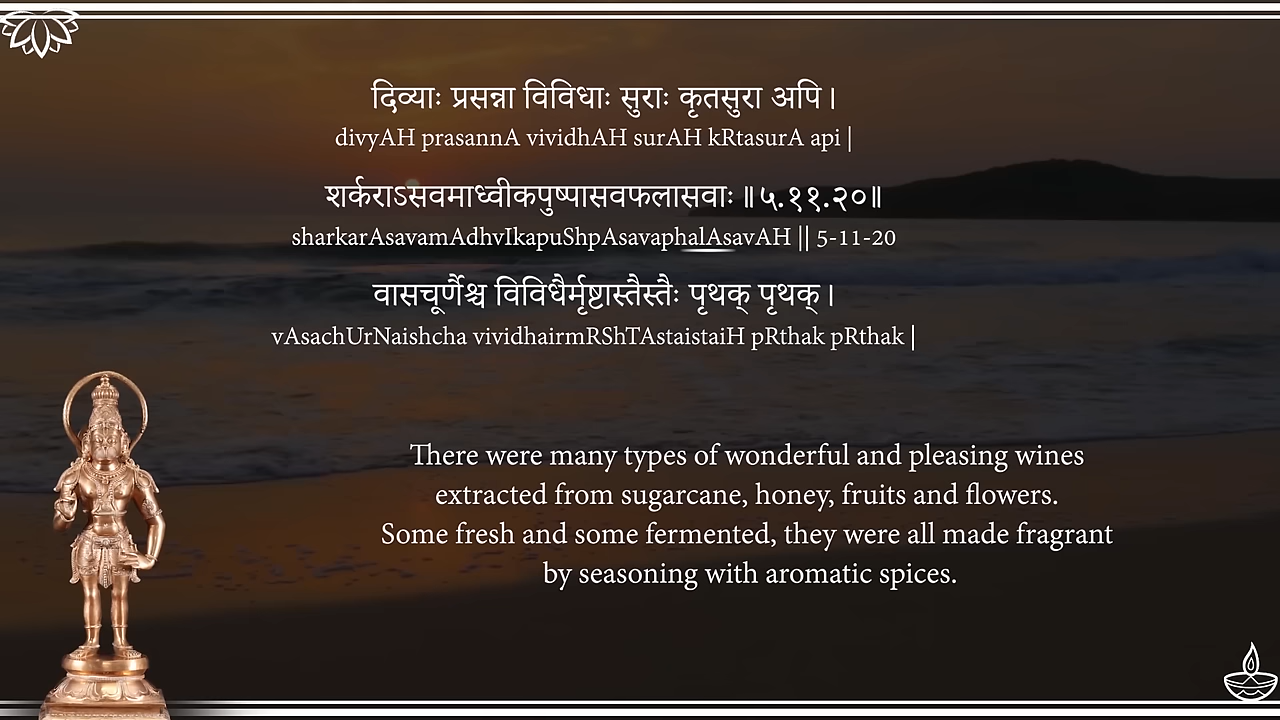 दिव्याः प्रसन्ना विविधाः सुराः कृतसुरा अपि ।
divyAH prasannA vividhAH surAH kRtasurA api |
शर्कराऽसवमाध्वीकपुष्पासवफलासवाः ॥५.११.२०॥
sharkarAsavamAdhvIkapuShpAsavaphalAsavAH || 5-11-20
वासचूर्णैश्च विविधैर्मृष्टास्तैस्तैः पृथक् पृथक् ।
vAsachUrNaishcha vividhairmRShTAstaistaiH pRthak pRthak |
There were many types of wonderful and pleasing wines
extracted from sugarcane, honey, fruits and flowers.
Some fresh and some fermented, they were all made fragrant
by seasoning with aromatic spices.